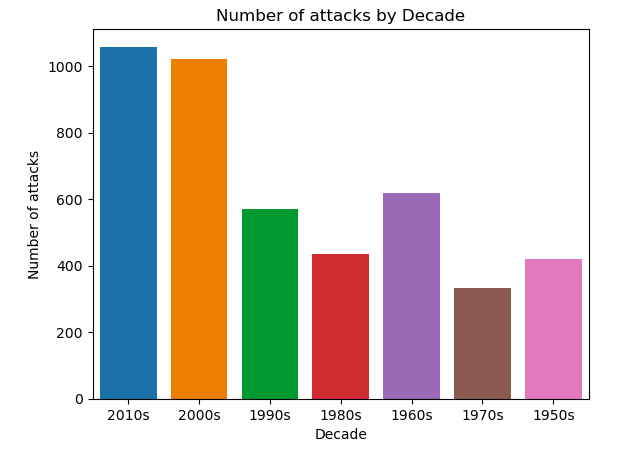 Number of attacks by Decade
Number of attacks
1000
800
600
400
200
0
2010s 2000s 1990s 1980s 1960s 1970s 1950s
Decade